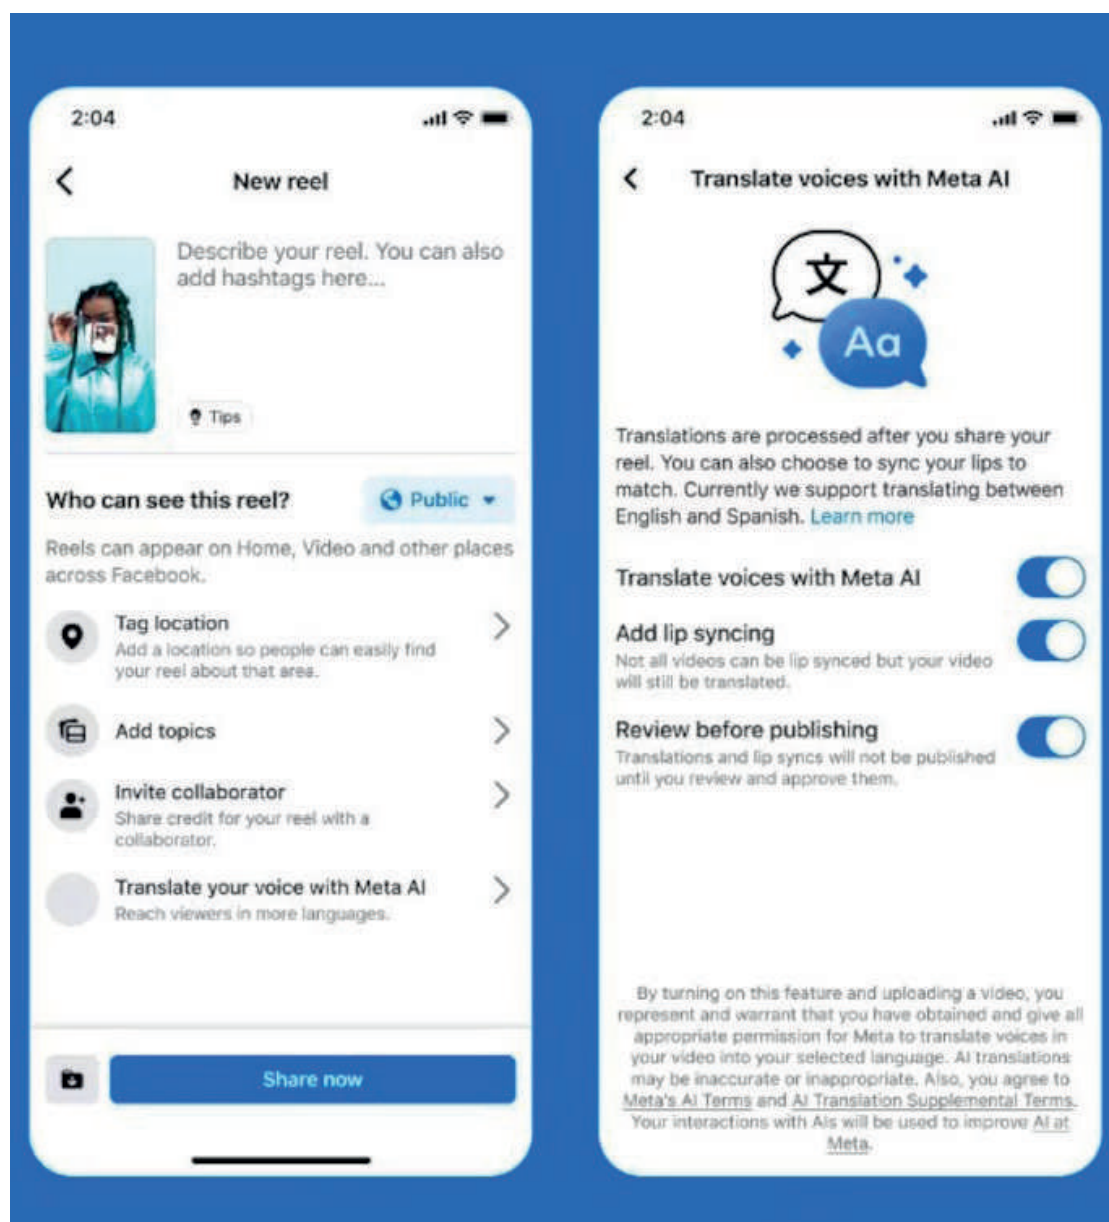 2:04
New reel
Describe your reel. You can also
add hashtags here...
Tips
Who can see this reel?
Public
Reels can appear on Home, Video and other places
across Facebook.
Tag location
Add a location so people can easily find
your reel about that area.
Add topics
Invite collaborator
Share credit for your reel with a
collaborator.
Translate your voice with Meta AI
Reach viewers in more languages.
Share now
2:04
Translate voices with Meta AI
文
Aa
Translations are processed after you share your
reel. You can also choose to sync your lips to
match. Currently we support translating between
English and Spanish. Learn more
Translate voices with Meta AI
Add lip syncing
Not all videos can be lip synced but your video
will still be translated.
Review before publishing
Translations and lip syncs will not be published
until you review and approve them.
By turning on this feature and uploading a video, you
represent and warrant that you have obtained and give all
appropriate permission for Meta to translate voices in
your video into your selected language. AI translations
may be inaccurate or inappropriate. Also, you agree to
Meta's AI Terms and AI Translation Supplemental Terms.
Your interactions with AIs will be used to improve AI at
Meta.